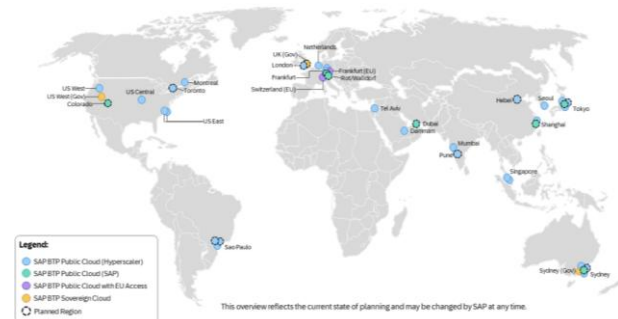 UK (Gov)
London
Frankfurt
Switzerland (EU)
Netherlands
Frankfurt (EU)
Rot/Walldorf
US West
US West (Gov)
Colorado
US Central
Montreal
Toronto
US East
Tel Aviv
Dubai
Dammam
Mumbai
Pune
Hebei
Seoul
Tokyo
Shanghai
Singapore
Sao Paulo
Sydney (Gov)
Sydney
Legend:
SAP BTP Public Cloud (Hyperscaler)
SAP BTP Public Cloud (SAP)
SAP BTP Public Cloud with EU Access
SAP BTP Sovereign Cloud
Planned Region
This overview reflects the current state of planning and may be changed by SAP at any time.